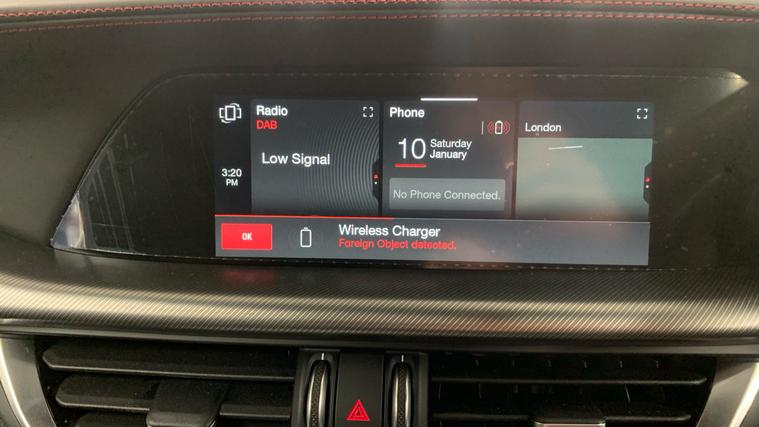 Radio
DAB
Low Signal
Phone
10 Saturday
January
No Phone Connected.
London
3:20
PM
OK
Wireless Charger
Foreign Object detected.